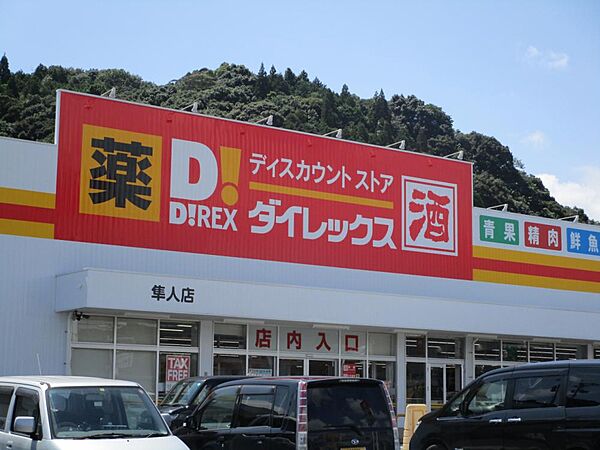 薬
D!
D!REX
ディスカウント ストア
ダイレックス
酒
青果
精肉
鮮魚
隼人店
店内入口
TAX FREE